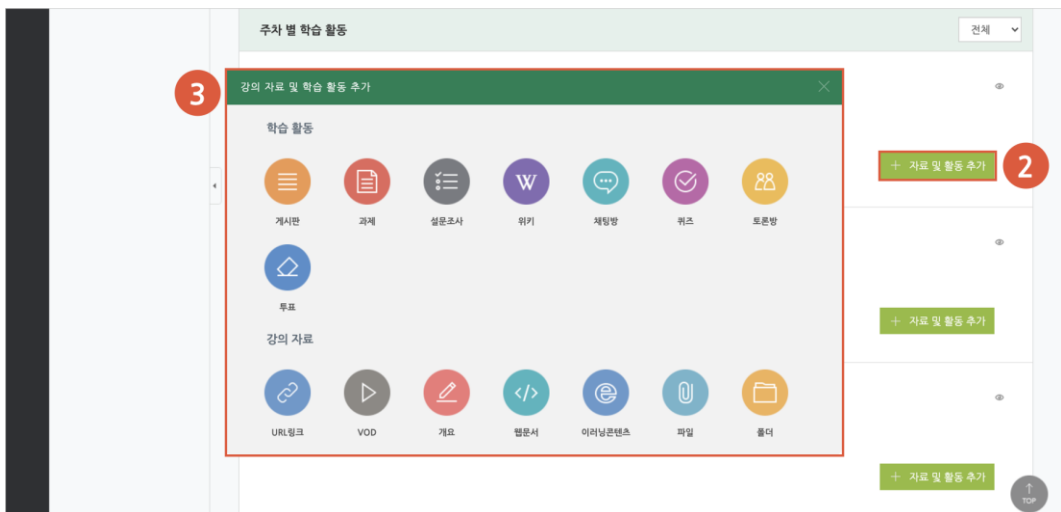 주차 별 학습 활동
전체
3
강의 자료 및 학습 활동 추가
학습 활동
+ 자료 및 활동 추가
2
게시판 과제 설문조사 위키 채팅방 퀴즈 토론방
투표
+ 자료 및 활동 추가
강의 자료
URL링크 VOD 개요 웹문서 이러닝콘텐츠 파일 폴더
+ 자료 및 활동 추가
TOP